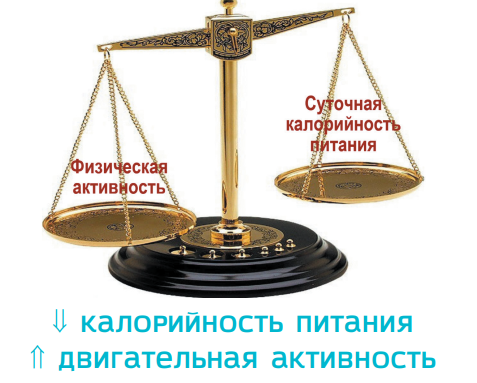 Суточная
калорийность
питания
Физическая
активность
⇓ калорийность питания
⇑ двигательная активность